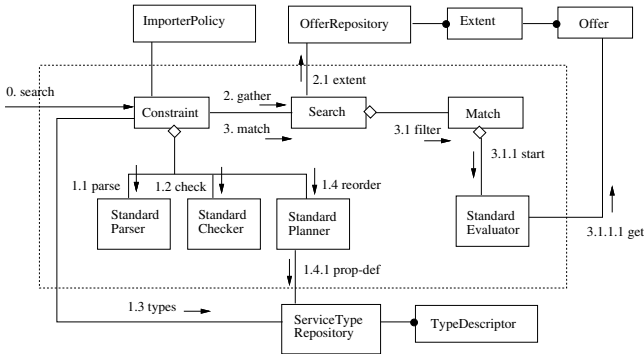 ImporterPolicy
OfferRepository
Extent
Offer
2.1 extent
0. search
2. gather
Constraint
Search
Match
3. match
3.1 filter
3.1.1 start
1.1 parse
1.2 check
1.4 reorder
Standard
Parser
Standard
Checker
Standard
Planner
Standard
Evaluator
3.1.1.1 get
1.4.1 prop-def
1.3 types
ServiceType
Repository
TypeDescriptor